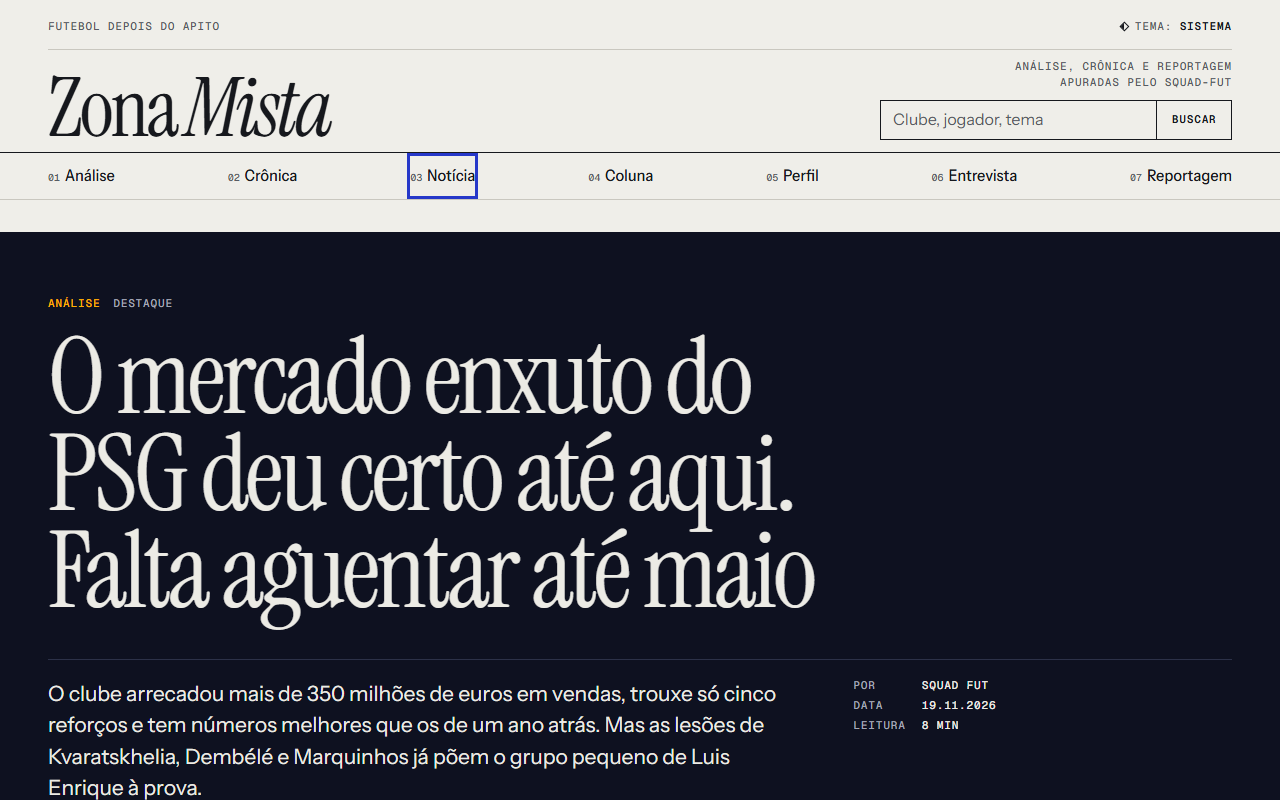 FUTEBOL DEPOIS DO APITO
TEMA: SISTEMA
Zona Mista
ANÁLISE, CRÔNICA E REPORTAGEM
APURADAS PELO SQUAD-FUT
Clube, jogador, tema
BUSCAR
01 Análise
02 Crônica
03 Notícia
04 Coluna
05 Perfil
06 Entrevista
07 Reportagem
ANÁLISE DESTAQUE
O mercado enxuto do
PSG deu certo até aqui.
Falta aguentar até maio
O clube arrecadou mais de 350 milhões de euros em vendas, trouxe só cinco
reforços e tem números melhores que os de um ano atrás. Mas as lesões de
Kvaratskhelia, Dembélé e Marquinhos já põem o grupo pequeno de Luis
Enrique à prova.
POR SQUAD FUT
DATA 19.11.2026
LEITURA 8 MIN